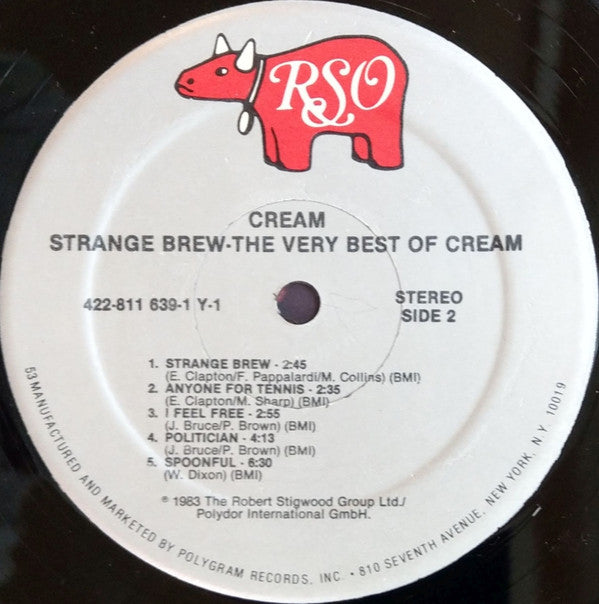 RSO
CREAM
STRANGE BREW-THE VERY BEST OF CREAM
422-811 639-1 Y-1
STEREO
SIDE 2
1. STRANGE BREW - 2:45
(E. Clapton/F. Pappalardi/M. Collins) (BMI)
2. ANYONE FOR TENNIS - 2:35
(E. Clapton/M. Sharp) (BMI)
3. I FEEL FREE - 2:55
(J. Bruce/P. Brown) (BMI)
4. POLITICIAN - 4:13
(J. Bruce/P. Brown) (BMI)
5. SPOONFUL - 6:30
(W. Dixon) (BMI)
℗ 1983 The Robert Stigwood Group Ltd./
Polydor International GmbH.
53 MANUFACTURED AND MARKETED BY POLYGRAM RECORDS, INC. • 810 SEVENTH AVENUE, NEW YORK, N.Y. 10019